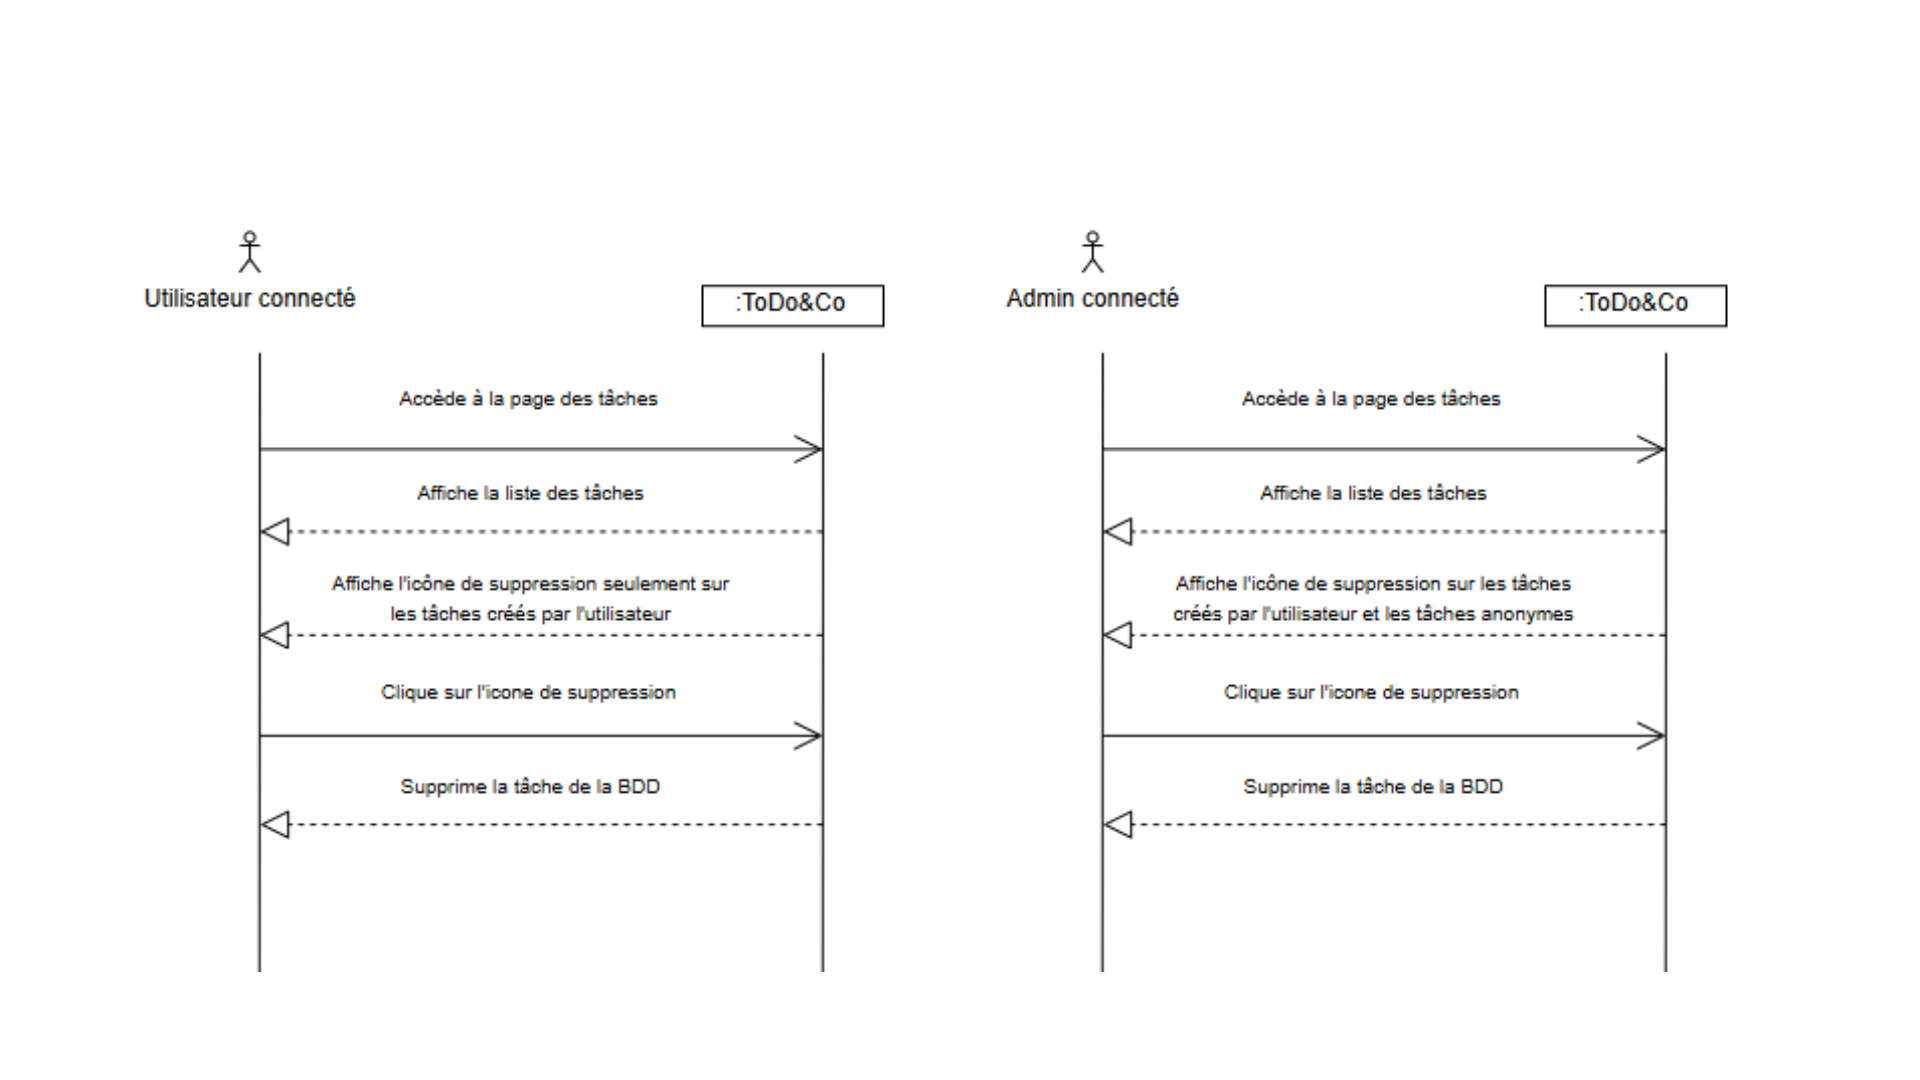 Utilisateur connecté
:ToDo&Co
Accède à la page des tâches
Affiche la liste des tâches
Affiche l'icône de suppression seulement sur
les tâches créés par l'utilisateur
Clique sur l'icone de suppression
Supprime la tâche de la BDD
Admin connecté
:ToDo&Co
Accède à la page des tâches
Affiche la liste des tâches
Affiche l'icône de suppression sur les tâches
créés par l'utilisateur et les tâches anonymes
Clique sur l'icone de suppression
Supprime la tâche de la BDD